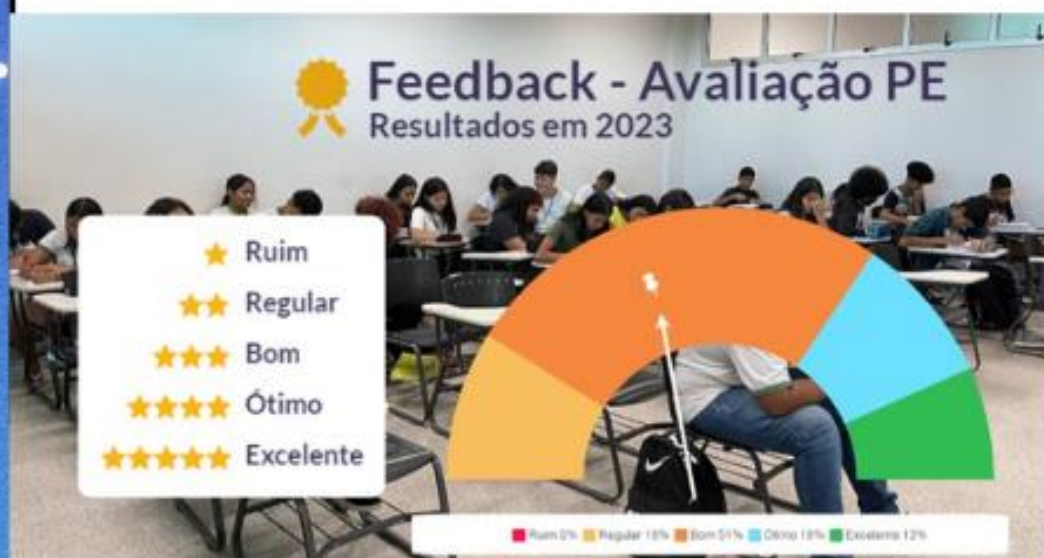 Feedback - Avaliação PE
Resultados em 2023
Ruim
Regular
Bom
Ótimo
Excelente
Ruim 0% Regular 18% Bom 51% Ótimo 18% Excelente 12%